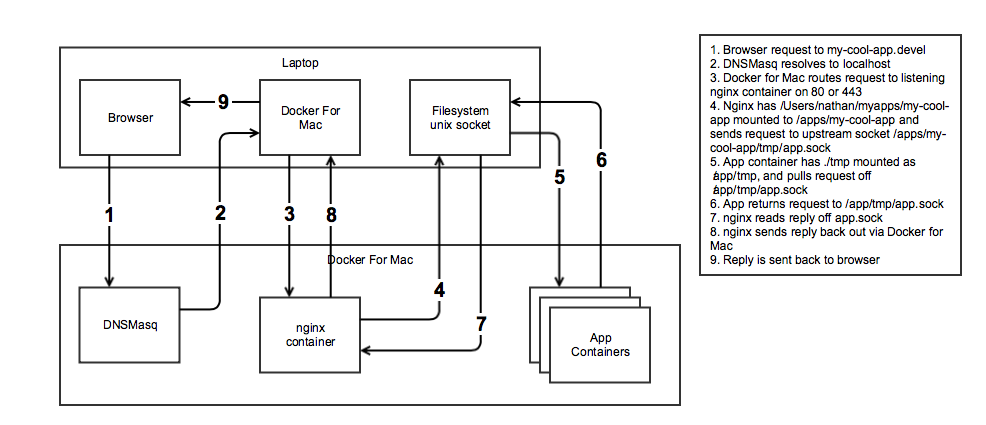 Laptop
Browser
Docker For
Mac
Filesystem
unix socket
9
1
2
3
8
4
7
5
6
Docker For Mac
DNSMasq
nginx
container
App
Containers
1. Browser request to my-cool-app.devel
2. DNSMasq resolves to localhost
3. Docker for Mac routes request to listening
nginx container on 80 or 443
4. Nginx has /Users/nathan/myapps/my-cool-
app mounted to /apps/my-cool-app and
sends request to upstream socket /apps/my-
cool-app/tmp/app.sock
5. App container has ./tmp mounted as
/app/tmp, and pulls request off
/app/tmp/app.sock
6. App returns request to /app/tmp/app.sock
7. nginx reads reply off app.sock
8. nginx sends reply back out via Docker for
Mac
9. Reply is sent back to browser